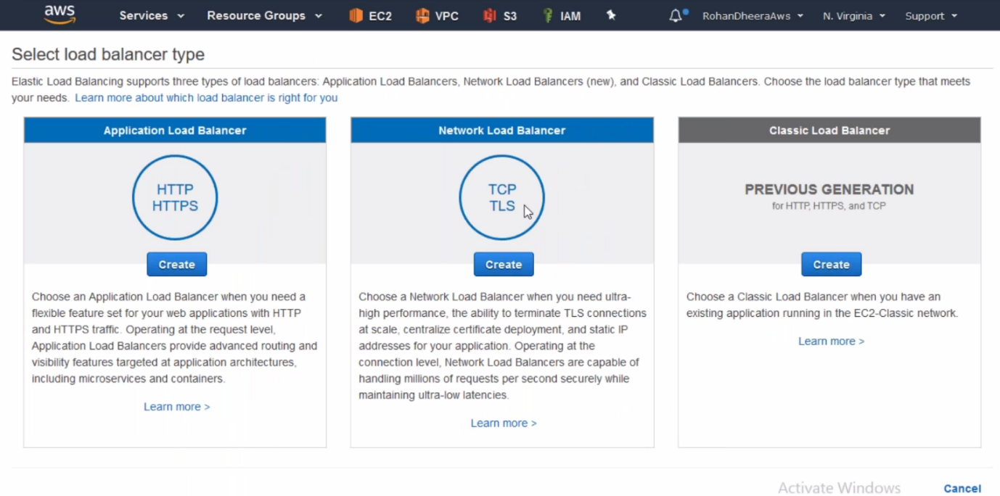 aws Services Resource Groups EC2 VPC S3 IAM RohanDheeraAws N. Virginia Support
Select load balancer type
Elastic Load Balancing supports three types of load balancers: Application Load Balancers, Network Load Balancers (new), and Classic Load Balancers. Choose the load balancer type that meets
your needs. Learn more about which load balancer is right for you
Application Load Balancer
HTTP
HTTPS
Create
Choose an Application Load Balancer when you need a
flexible feature set for your web applications with HTTP
and HTTPS traffic. Operating at the request level,
Application Load Balancers provide advanced routing and
visibility features targeted at application architectures,
including microservices and containers.
Learn more >
Network Load Balancer
TCP
TLS
Create
Choose a Network Load Balancer when you need ultra-
high performance, the ability to terminate TLS connections
at scale, centralize certificate deployment, and static IP
addresses for your application. Operating at the
connection level, Network Load Balancers are capable of
handling millions of requests per second securely while
maintaining ultra-low latencies.
Learn more >
Classic Load Balancer
PREVIOUS GENERATION
for HTTP, HTTPS, and TCP
Create
Choose a Classic Load Balancer when you have an
existing application running in the EC2-Classic network.
Learn more >
Activate Windows
Cancel